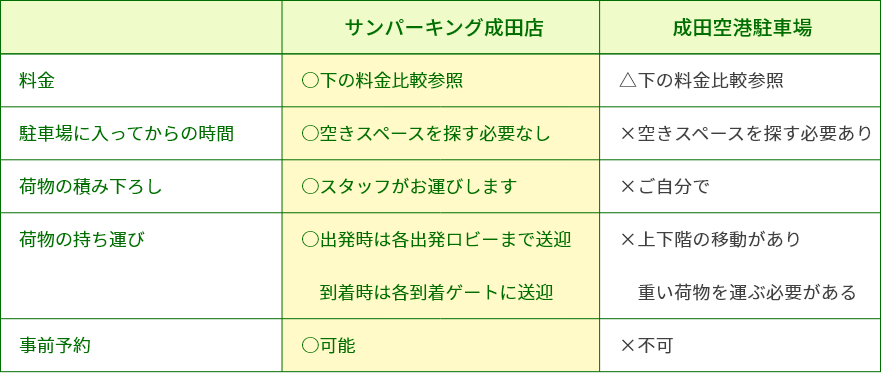 サンパーキング成田店 成田空港駐車場
料金 〇下の料金比較参照 △下の料金比較参照
駐車場に入ってからの時間 〇空きスペースを探す必要なし ×空きスペースを探す必要あり
荷物の積み下ろし 〇スタッフがお運びします ×ご自分で
荷物の持ち運び 〇出発時は各出発ロビーまで送迎 ×上下階の移動があり
到着時は各到着ゲートに送迎 重い荷物を運ぶ必要がある
事前予約 〇可能 ×不可